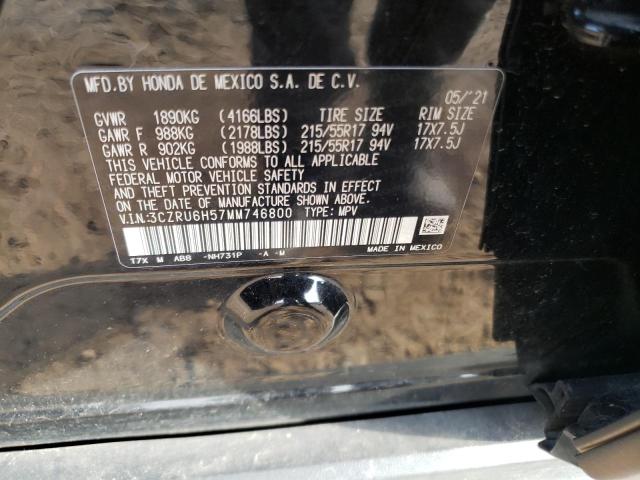 MFD.BY HONDA DE MEXICO S.A. DE C.V.
05/'21
GVWR 1890KG (4166LBS) TIRE SIZE RIM SIZE
GAWR F 988KG (2178LBS) 215/55R17 94V 17X7.5J
GAWR R 902KG (1988LBS) 215/55R17 94V 17X7.5J
THIS VEHICLE CONFORMS TO ALL APPLICABLE
FEDERAL MOTOR VEHICLE SAFETY
AND THEFT PREVENTION STANDARDS IN EFFECT
ON THE DATE OF MANUFACTURE SHOWN ABOVE.
V.I.N.:3CZRU6H57MM746800 TYPE: MPV
MADE IN MEXICO
T7X M ABB -NH731P -A -M